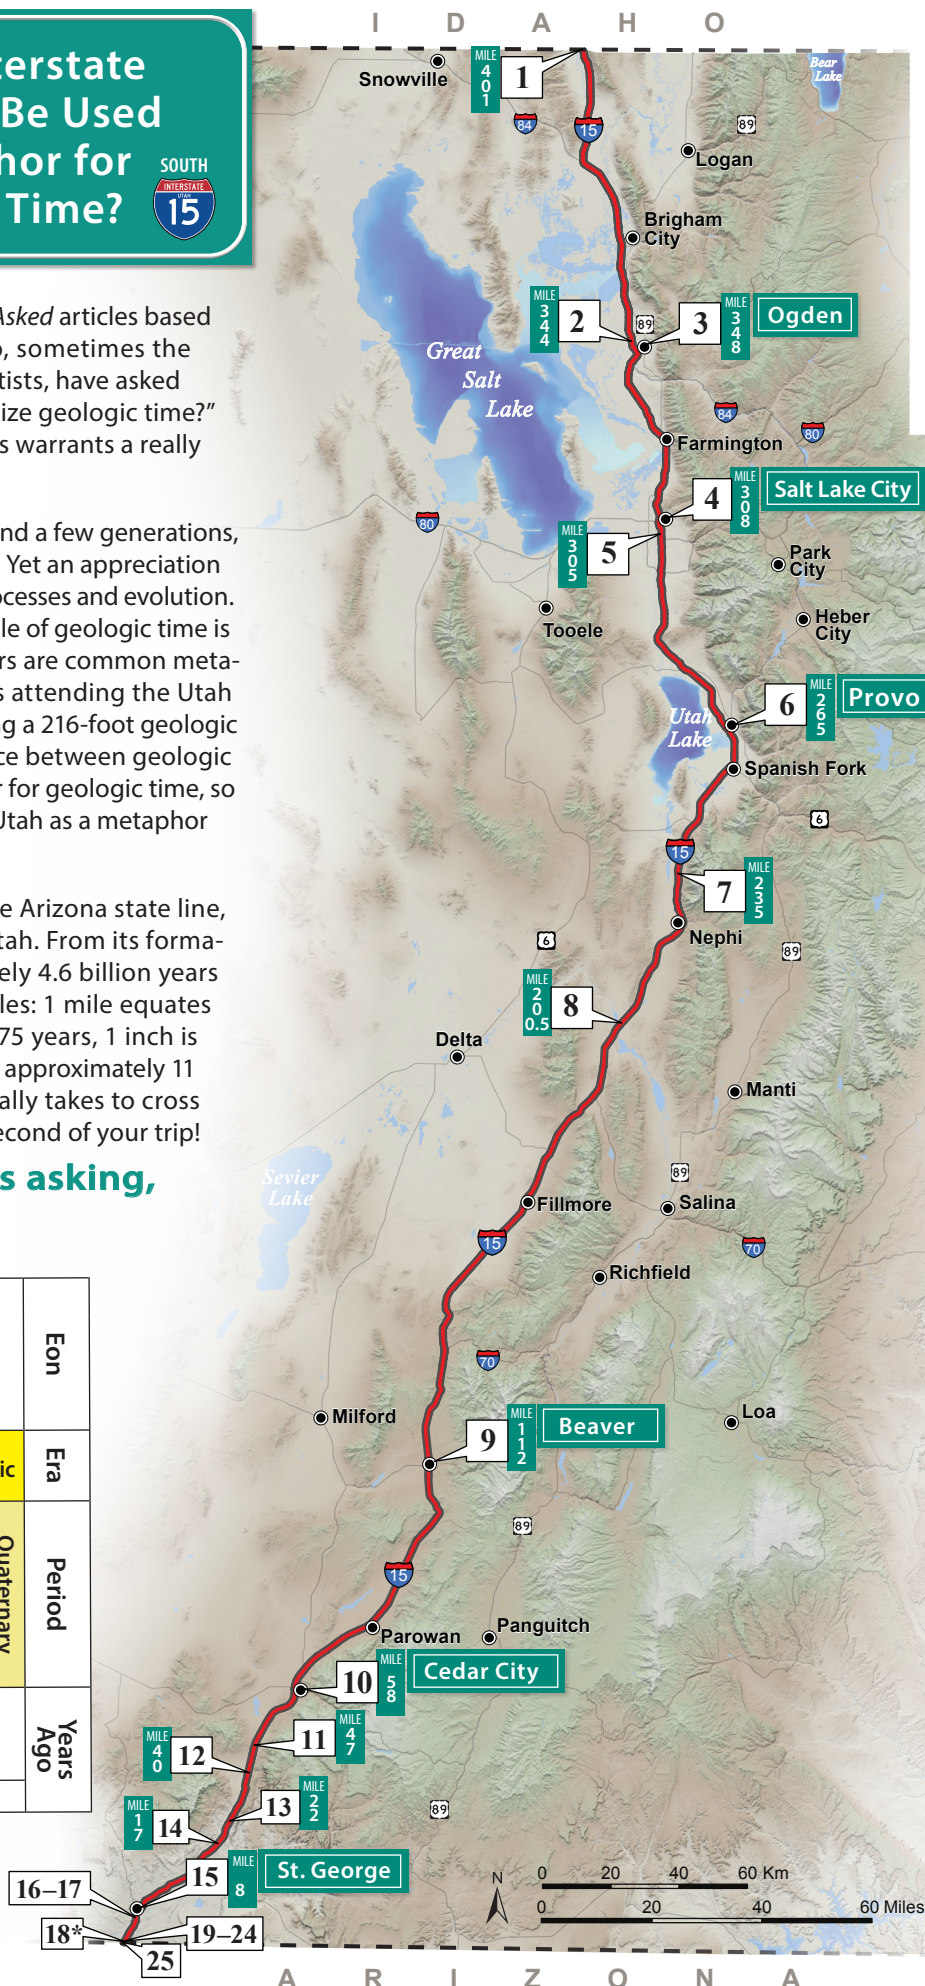 terstate
Be Used
hor for
Time?
SOUTH
INTERSTATE
UTAH
15
Asked articles based
o, sometimes the
tists, have asked
ize geologic time?"
s warrants a really
nd a few generations,
Yet an appreciation
ocesses and evolution.
le of geologic time is
rs are common meta-
s attending the Utah
ng a 216-foot geologic
ce between geologic
r for geologic time, so
Utah as a metaphor
e Arizona state line,
tah. From its forma-
ely 4.6 billion years
les: 1 mile equates
75 years, 1 inch is
approximately 11
ally takes to cross
econd of your trip!
s asking,
Eon
Era
Period
Years
Ago
ic
Quaternary
I D A H O
Snowville
MILE
401
1
Bear
Lake
84
15
89
Logan
Brigham
City
MILE
344
2
89
3
MILE
348
Ogden
Great
Salt
Lake
84
80
Farmington
4
MILE
308
Salt Lake City
80
MILE
305
5
Park
City
Tooele
Heber
City
6
MILE
265
Provo
Utah
Lake
Spanish Fork
6
15
7
MILE
235
Nephi
6
89
MILE
200.5
8
Delta
Manti
Sevier
Lake
89
Fillmore
Salina
15
70
Richfield
70
Milford
Loa
9
MILE
112
Beaver
89
15
Parowan
Panguitch
10
MILE
58
Cedar City
11
MILE
47
MILE
40
12
13
MILE
22
89
MILE
17
14
15
MILE
8
St. George
16–17
18*
19–24
25
N
0 20 40 60 Km
0 20 40 60 Miles
A R I Z O N A